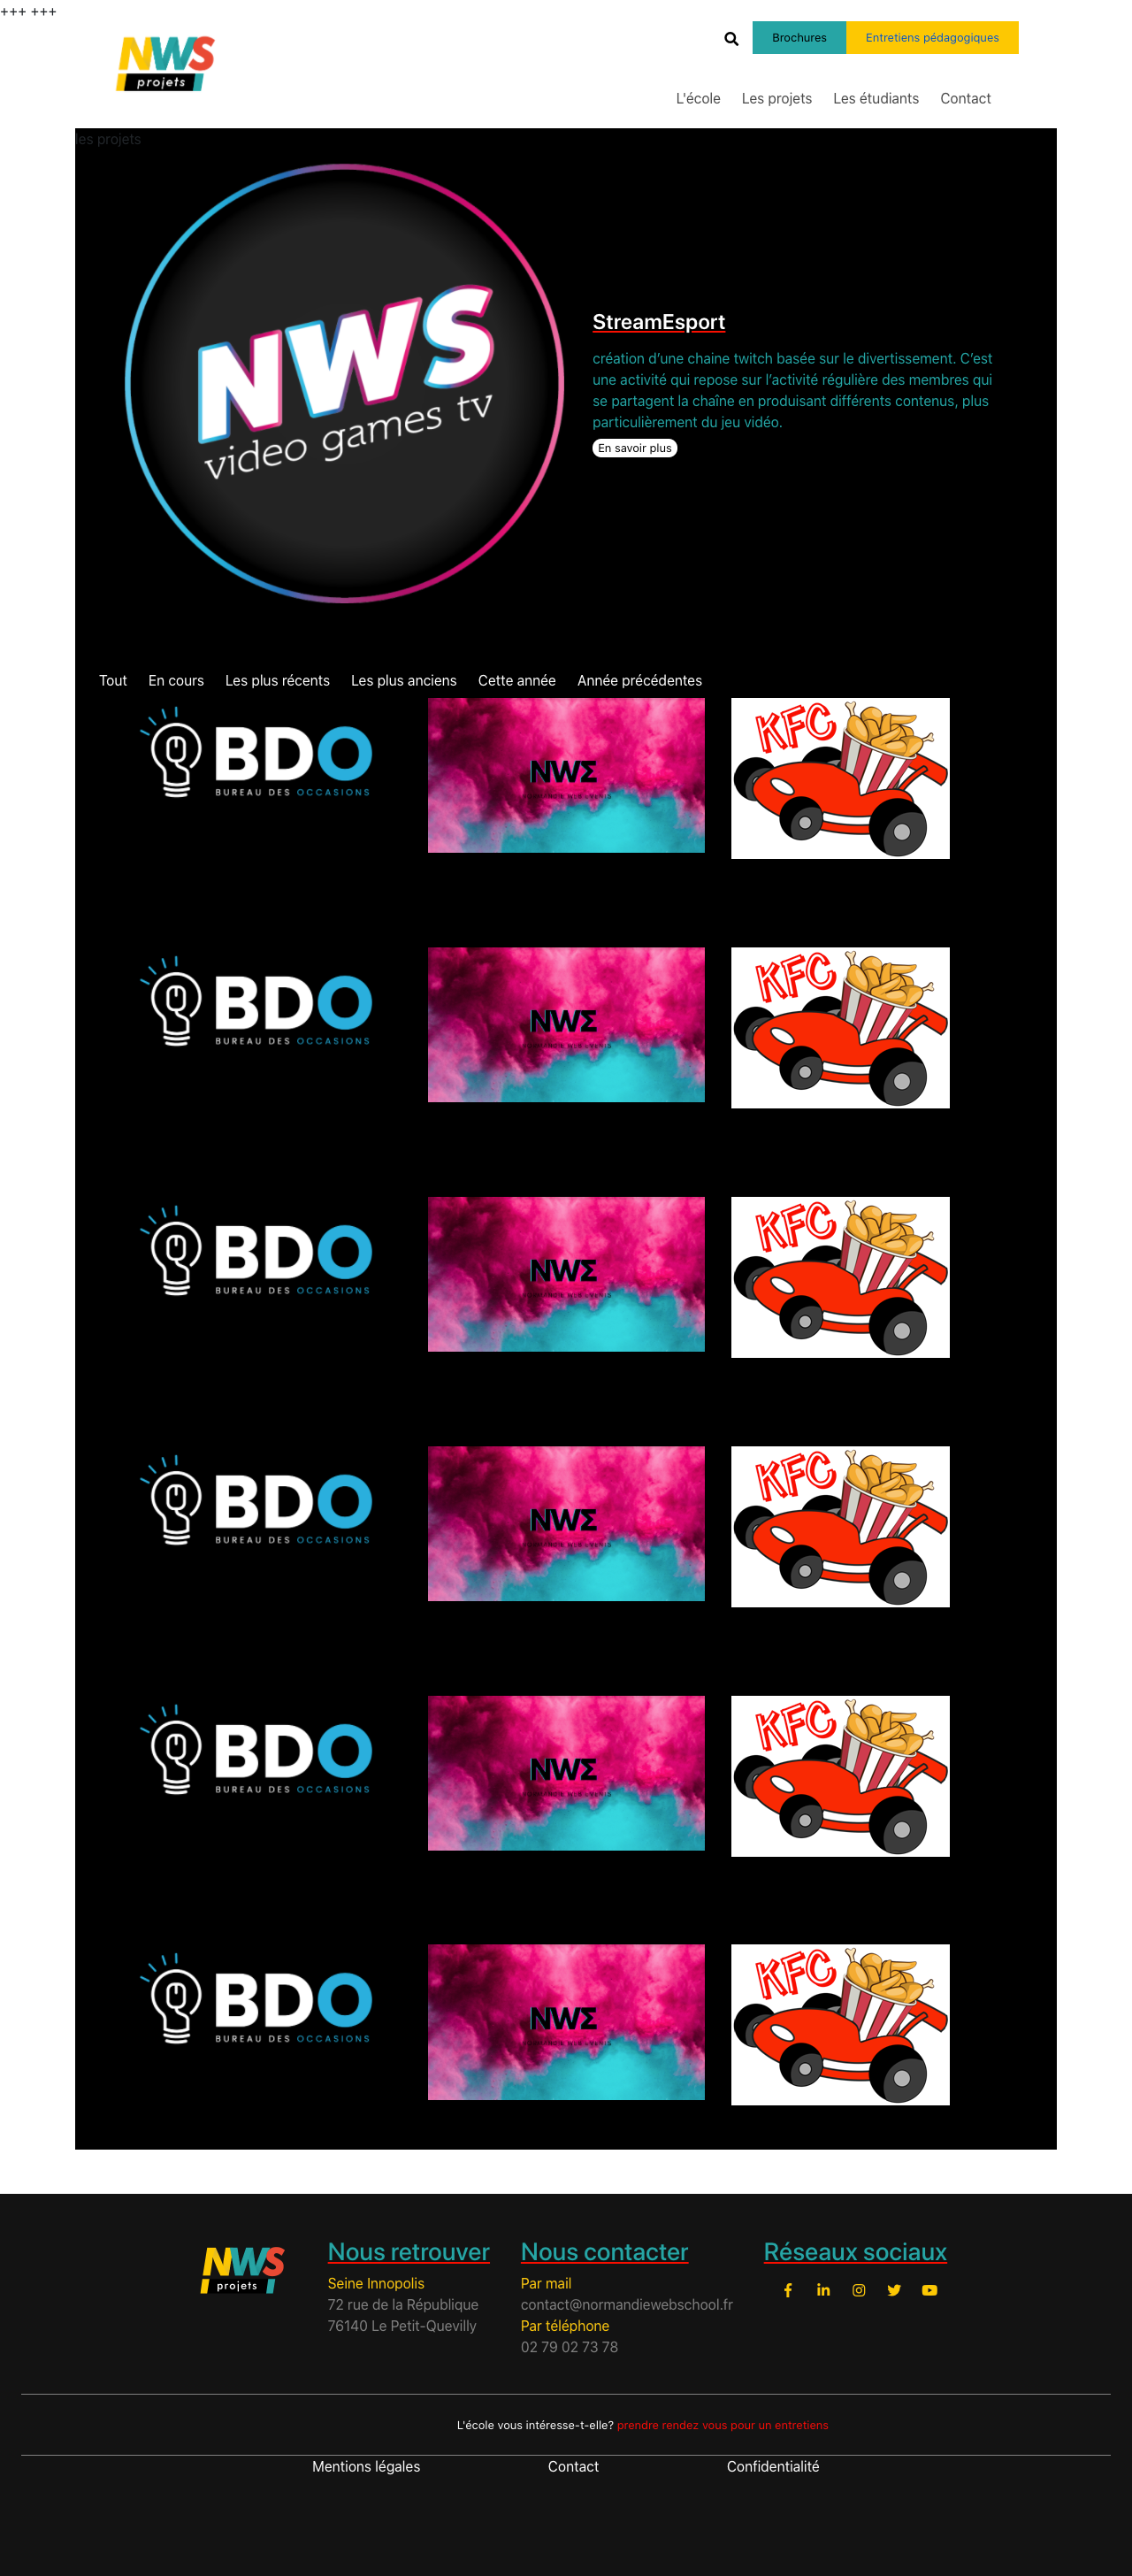 +++ +++
NWS
projets
Brochures
Entretiens pédagogiques
L'école
Les projets
Les étudiants
Contact
les projets
NWS
video games tv
StreamEsport
création d’une chaine twitch basée sur le divertissement. C’est
une activité qui repose sur l’activité régulière des membres qui
se partagent la chaîne en produisant différents contenus, plus
particulièrement du jeu vidéo.
En savoir plus
Tout
En cours
Les plus récents
Les plus anciens
Cette année
Année précédentes
BDO
BUREAU DES OCCASIONS
NWΣ
KFC
BDO
BUREAU DES OCCASIONS
NWΣ
KFC
BDO
BUREAU DES OCCASIONS
NWΣ
KFC
BDO
BUREAU DES OCCASIONS
NWΣ
KFC
BDO
BUREAU DES OCCASIONS
NWΣ
KFC
BDO
BUREAU DES OCCASIONS
NWΣ
KFC
NWS
projets
Nous retrouver
Seine Innopolis
72 rue de la République
76140 Le Petit-Quevilly
Nous contacter
Par mail
contact@normandiewebschool.fr
Par téléphone
02 79 02 73 78
Réseaux sociaux
L'école vous intéresse-t-elle? prendre rendez vous pour un entretiens
Mentions légales
Contact
Confidentialité